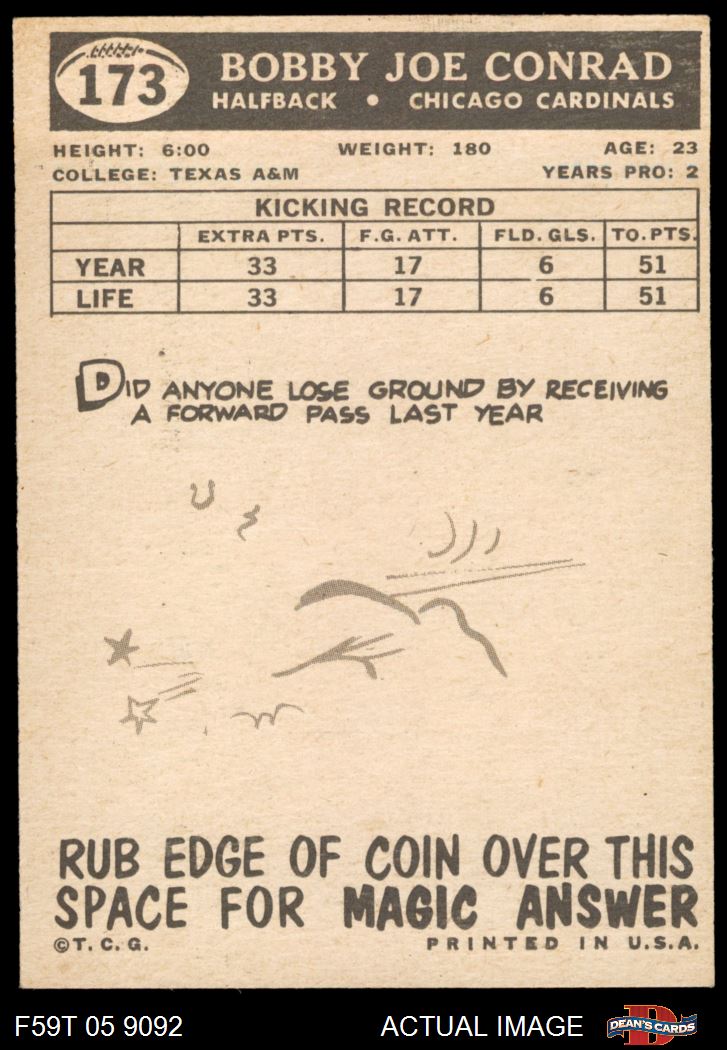 173
BOBBY JOE CONRAD
HALFBACK • CHICAGO CARDINALS
HEIGHT: 6:00 WEIGHT: 180 AGE: 23
COLLEGE: TEXAS A&M YEARS PRO: 2
KICKING RECORD
EXTRA PTS. F.G. ATT. FLD. GLS. TO. PTS.
YEAR 33 17 6 51
LIFE 33 17 6 51
DID ANYONE LOSE GROUND BY RECEIVING
A FORWARD PASS LAST YEAR
RUB EDGE OF COIN OVER THIS
SPACE FOR MAGIC ANSWER
©T. C. G. PRINTED IN U.S.A.
F59T 05 9092 ACTUAL IMAGE D DEAN'S CARDS